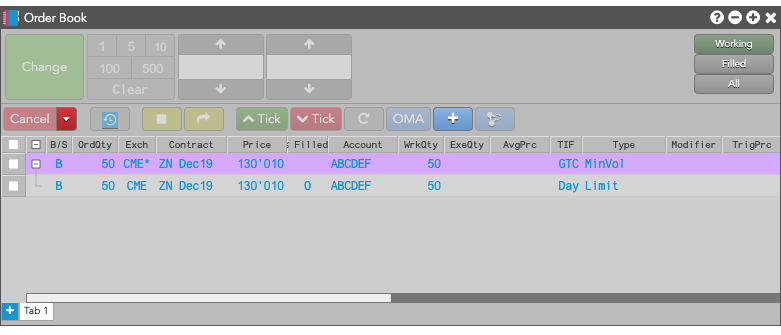 Order Book
Change
1 5 10
100 500
Clear
Working
Filled
All
Cancel Tick Tick C OMA
B/S OrdQty Exch Contract Price % Filled Account WrkQty ExeQty AvgPrc TIF Type Modifier TrigPrc
B 50 CME* ZN Dec19 130'010 ABCDEF 50 GTC MinVol
B 50 CME ZN Dec19 130'010 0 ABCDEF 50 Day Limit
Tab 1